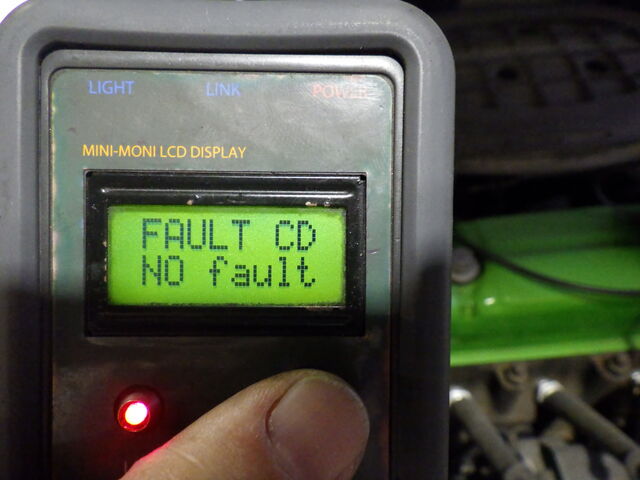 LIGHT LINK POWER
MINI-MONI LCD DISPLAY
FAULT CD
NO fault